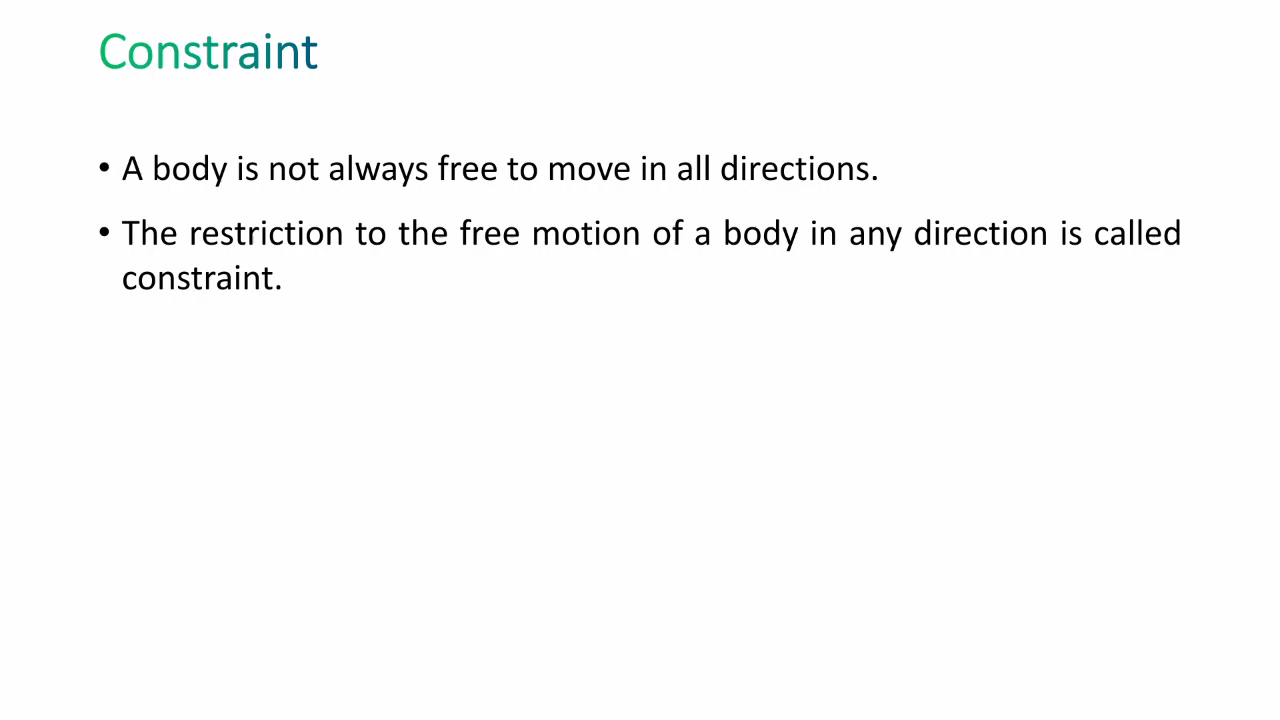 Constraint
• A body is not always free to move in all directions.
• The restriction to the free motion of a body in any direction is called
constraint.